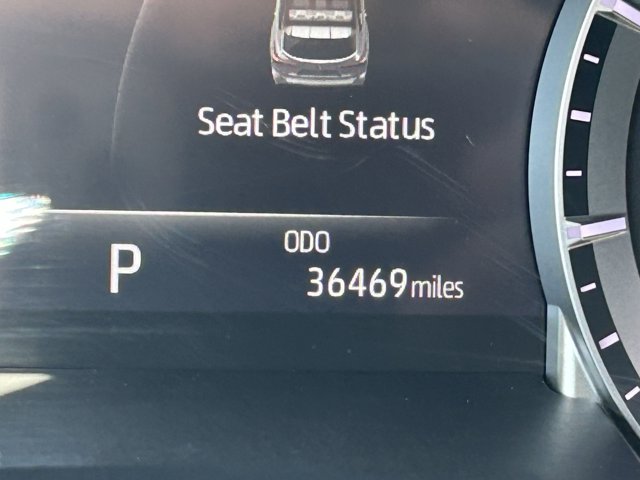 Seat Belt Status
ODO
P
36469 miles